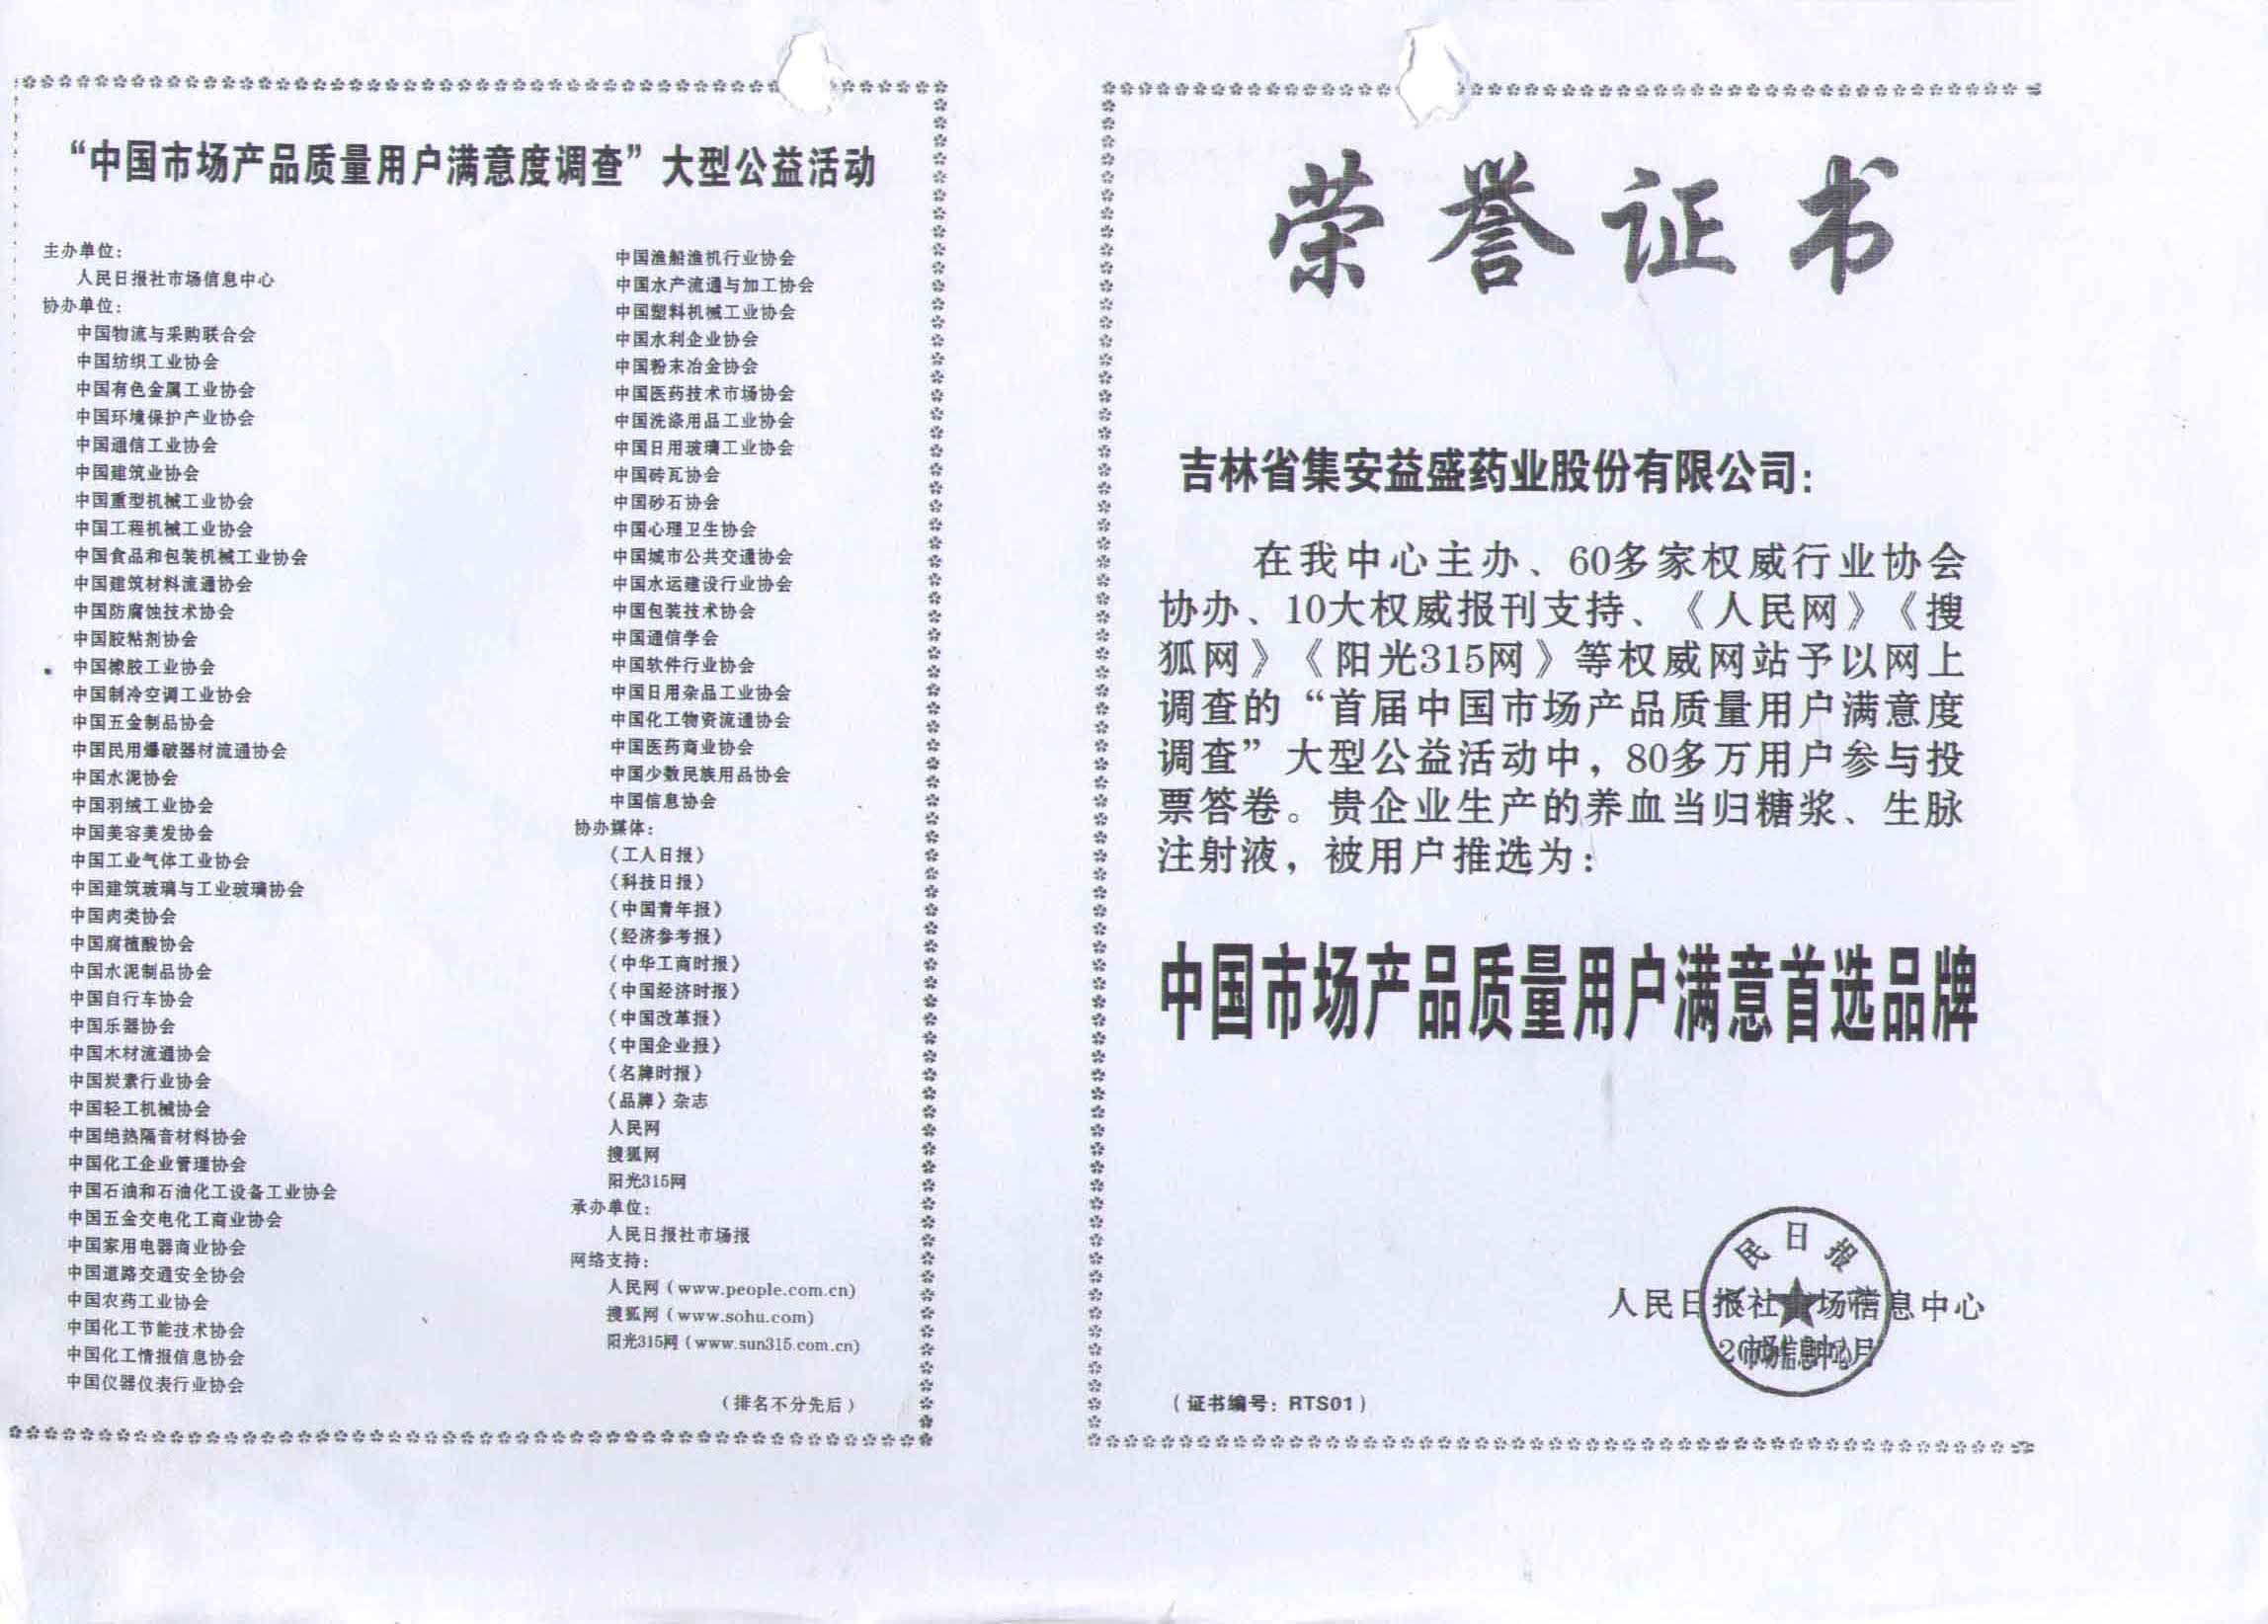 “中国市场产品质量用户满意度调查”大型公益活动
主办单位：
人民日报社市场信息中心
协办单位：
中国物流与采购联合会
中国纺织工业协会
中国有色金属工业协会
中国环境保护产业协会
中国通信工业协会
中国建筑业协会
中国重型机械工业协会
中国工程机械工业协会
中国食品和包装机械工业协会
中国建筑材料流通协会
中国防腐蚀技术协会
中国胶粘剂协会
中国橡胶工业协会
中国制冷空调工业协会
中国五金制品协会
中国民用爆破器材流通协会
中国水泥协会
中国羽绒工业协会
中国美容美发协会
中国工业气体工业协会
中国建筑玻璃与工业玻璃协会
中国肉类协会
中国腐植酸协会
中国水泥制品协会
中国自行车协会
中国乐器协会
中国木材流通协会
中国炭素行业协会
中国轻工机械协会
中国绝热隔音材料协会
中国化工企业管理协会
中国石油和石油化工设备工业协会
中国五金交电化工商业协会
中国家用电器商业协会
中国道路交通安全协会
中国农药工业协会
中国化工节能技术协会
中国化工情报信息协会
中国仪器仪表行业协会
中国渔船渔机行业协会
中国水产流通与加工协会
中国塑料机械工业协会
中国水利企业协会
中国粉末冶金协会
中国医药技术市场协会
中国洗涤用品工业协会
中国日用玻璃工业协会
中国砖瓦协会
中国砂石协会
中国心理卫生协会
中国城市公共交通协会
中国水运建设行业协会
中国包装技术协会
中国通信学会
中国软件行业协会
中国日用杂品工业协会
中国化工物资流通协会
中国医药商业协会
中国少数民族用品协会
中国信息协会
协办媒体：
《工人日报》
《科技日报》
《中国青年报》
《经济参考报》
《中华工商时报》
《中国经济时报》
《中国改革报》
《中国企业报》
《名牌时报》
《品牌》杂志
人民网
搜狐网
阳光315网
承办单位：
人民日报社市场报
网络支持：
人民网（www.people.com.cn)
搜狐网（www.sohu.com)
阳光315网（www.sun315.com.cn)
（排名不分先后）
荣誉证书
吉林省集安益盛药业股份有限公司：
在我中心主办、60多家权威行业协会
协办、10大权威报刊支持、《人民网》《搜
狐网》《阳光315网》等权威网站予以网上
调查的“首届中国市场产品质量用户满意度
调查”大型公益活动中，80多万用户参与投
票答卷。贵企业生产的养血当归糖浆、生脉
注射液，被用户推选为：
中国市场产品质量用户满意首选品牌
人民日报社市场信息中心
市场信息中心
（证书编号：RTS01）